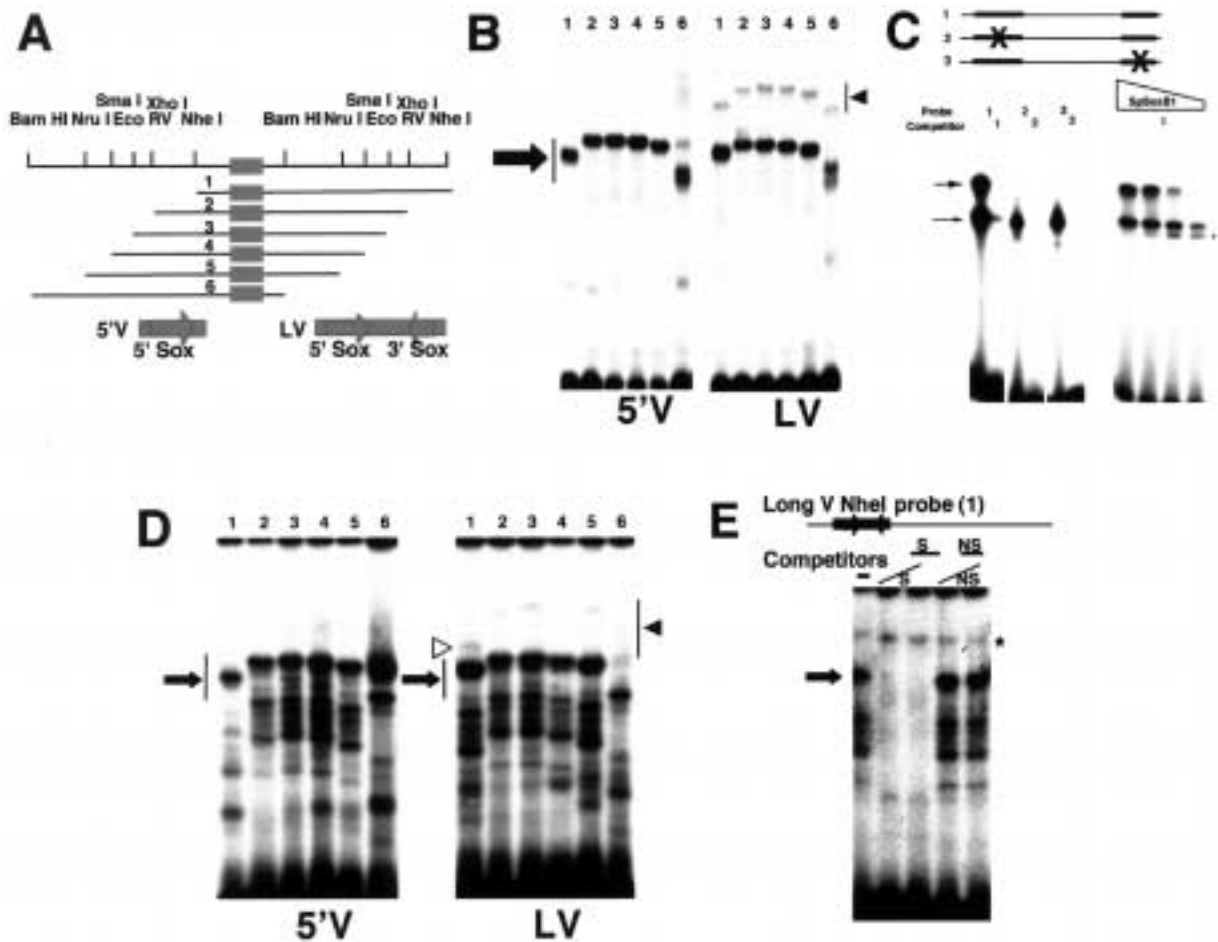 A
Sma I Xho I
Bam HI Nru I Eco RV Nhe I
Sma I Xho I
Bam HI Nru I Eco RV Nhe I
1
2
3
4
5
6
5'V
5' Sox
LV
5' Sox 3' Sox
B
1 2 3 4 5 6
1 2 3 4 5 6
5'V
LV
C
1
2
3
Probe 1 2 3
Competitor 1 3 2
SpSoxB1
D
1 2 3 4 5 6
1 2 3 4 5 6
5'V
LV
E
Long V NheI probe (1)
S NS
Competitors
- S NS
*